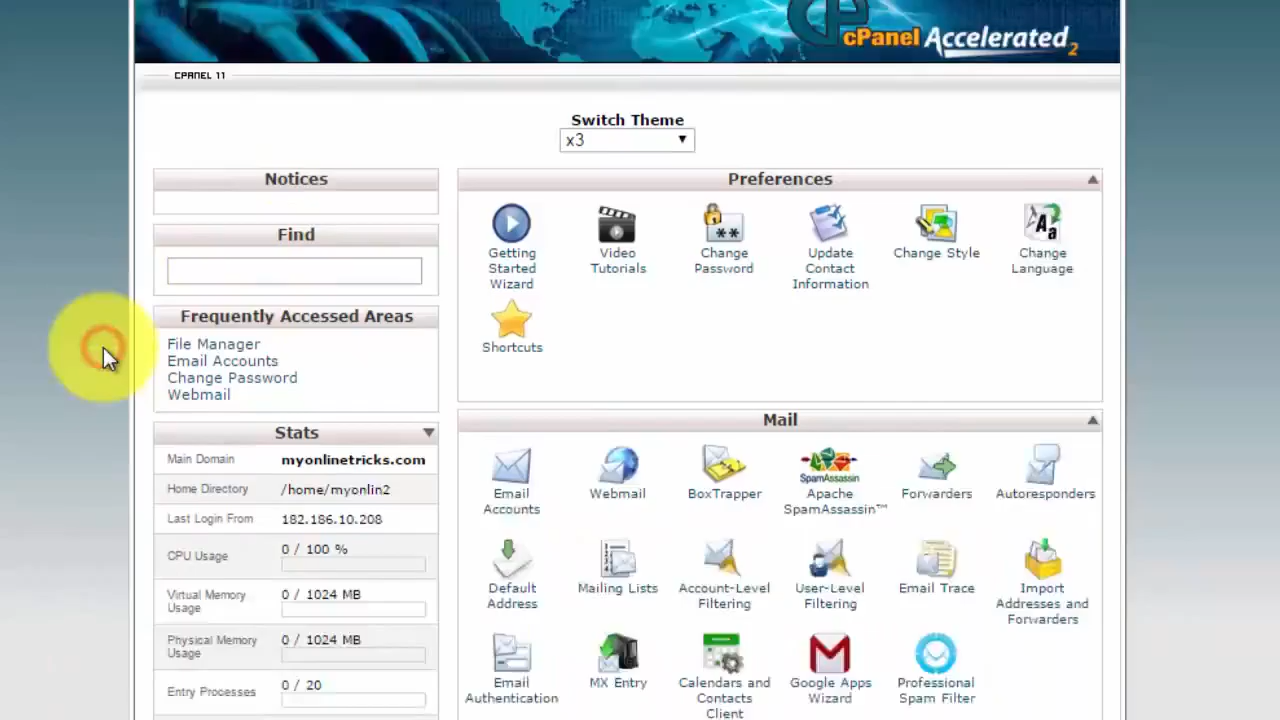 cPanel Accelerated2
CPANEL 11
Switch Theme
x3
Notices
Find
Frequently Accessed Areas
File Manager
Email Accounts
Change Password
Webmail
Stats
Main Domain myonlinetricks.com
Home Directory /home/myonlin2
Last Login From 182.186.10.208
CPU Usage 0 / 100 %
Virtual Memory
Usage
0 / 1024 MB
Physical Memory
Usage
0 / 1024 MB
Entry Processes 0 / 20
Preferences
Getting
Started
Wizard
Video
Tutorials
**
Change
Password
Update
Contact
Information
Change Style
Aa
Change
Language
Shortcuts
Mail
Email
Accounts
Webmail
BoxTrapper
SpamAssassin
Apache
SpamAssassin™
Forwarders
Autoresponders
Default
Address
Mailing Lists
Account-Level
Filtering
User-Level
Filtering
Email Trace
Import
Addresses and
Forwarders
Email
Authentication
MX Entry
Calendars and
Contacts
Client
Google Apps
Wizard
Professional
Spam Filter